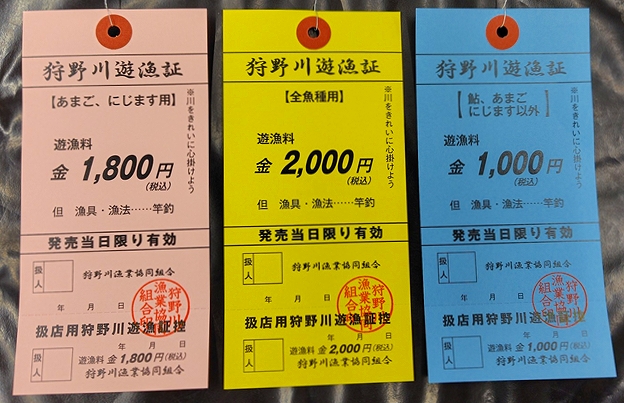 狩野川遊漁証
【あまご、にじます用】
※川をきれいに心掛けよう
遊漁料
金 1,800円
(税込)
但 漁具・漁法……竿釣
発売当日限り有効
扱人
狩野川漁業協同組合
年 月 日
狩野川漁業協同組合印
扱店用狩野川遊漁証控
年 月 日
扱人
遊漁料 金 1,800円(税込)
狩野川漁業協同組合
狩野川遊漁証
【全魚種用】
※川をきれいに心掛けよう
遊漁料
金 2,000円
(税込)
但 漁具・漁法……竿釣
発売当日限り有効
扱人
狩野川漁業協同組合
年 月 日
狩野川漁業協同組合印
扱店用狩野川遊漁証控
年 月 日
扱人
遊漁料 金 2,000円(税込)
狩野川漁業協同組合
狩野川遊漁証
【鮎、あまご
にじます以外】
※川をきれいに心掛けよう
遊漁料
金 1,000円
(税込)
但 漁具・漁法……竿釣
発売当日限り有効
扱人
狩野川漁業協同組合
年 月 日
狩野川漁業協同組合印
扱店用狩野川遊漁証控
年 月 日
扱人
遊漁料 金 1,000円(税込)
狩野川漁業協同組合